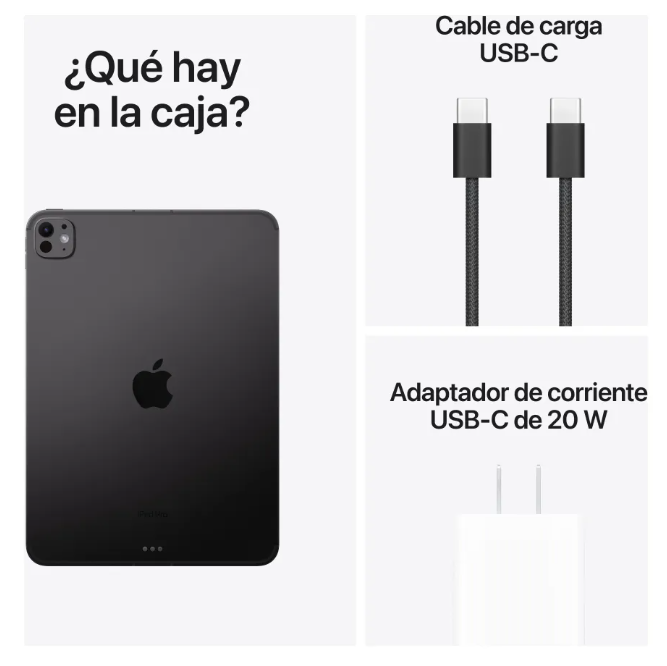 ¿Qué hay
en la caja?
Cable de carga
USB-C
Adaptador de corriente
USB-C de 20 W